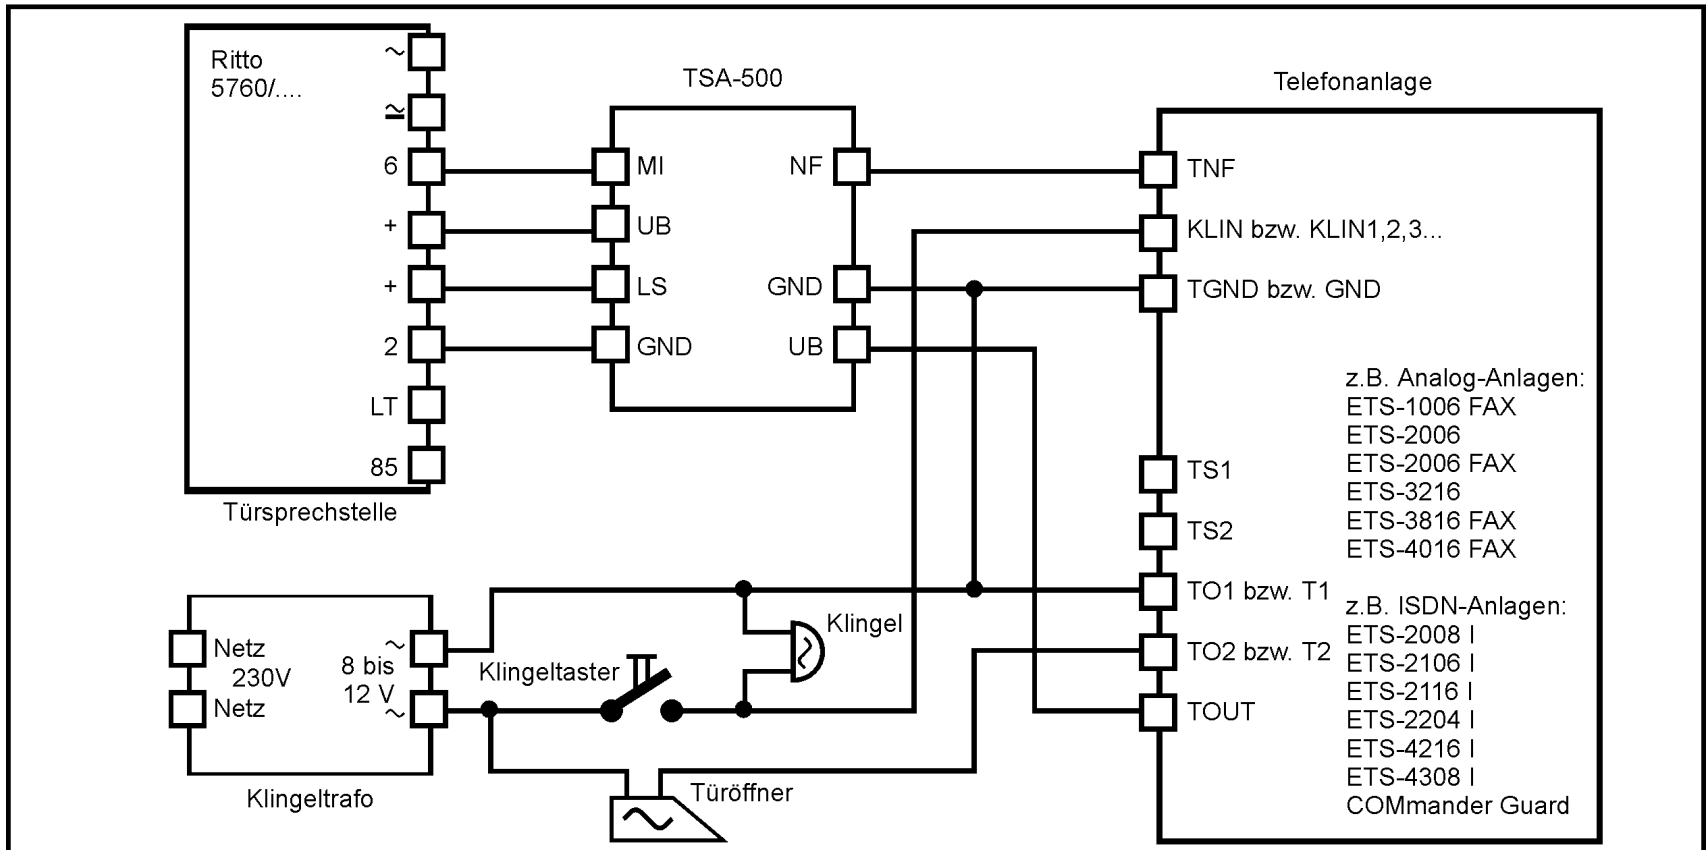 Ritto
5760/....
~
≃
6
+
+
2
LT
85
Türsprechstelle
TSA-500
MI
UB
LS
GND
NF
GND
UB
Telefonanlage
TNF
KLIN bzw. KLIN1,2,3...
TGND bzw. GND
TS1
TS2
TO1 bzw. T1
TO2 bzw. T2
TOUT
z.B. Analog-Anlagen:
ETS-1006 FAX
ETS-2006
ETS-2006 FAX
ETS-3216
ETS-3816 FAX
ETS-4016 FAX
z.B. ISDN-Anlagen:
ETS-2008 I
ETS-2106 I
ETS-2116 I
ETS-2204 I
ETS-4216 I
ETS-4308 I
COMmander Guard
Netz
230V
Netz
~
8 bis
12 V
~
Klingeltrafo
Klingeltaster
Klingel
~
Türöffner
~